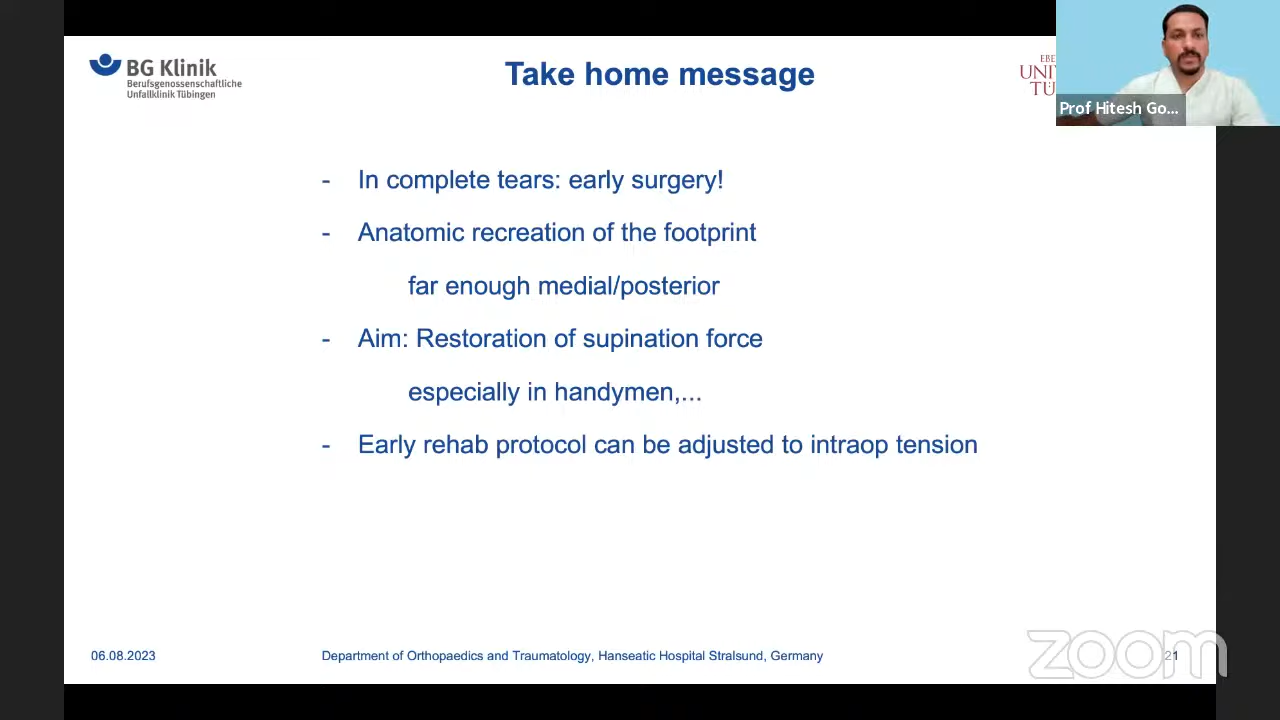 BG Klinik
Berufsgenossenschaftliche
Unfallklinik Tübingen
Take home message
EBE
UNI
TÜ
Prof Hitesh Go...
- In complete tears: early surgery!
- Anatomic recreation of the footprint
far enough medial/posterior
- Aim: Restoration of supination force
especially in handymen,...
- Early rehab protocol can be adjusted to intraop tension
06.08.2023
Department of Orthopaedics and Traumatology, Hanseatic Hospital Stralsund, Germany
21
zoom